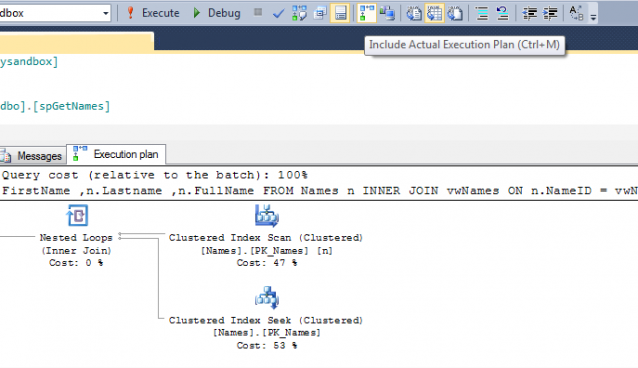 dbox
Execute
Debug
Include Actual Execution Plan (Ctrl+M)
ysandbox]
dbo].[spGetNames]
Messages
Execution plan
Query cost (relative to the batch): 100%
FirstName ,n.Lastname ,n.FullName FROM Names n INNER JOIN vwNames ON n.NameID = vwN
Nested Loops
(Inner Join)
Cost: 0 %
Clustered Index Scan (Clustered)
[Names].[PK_Names] [n]
Cost: 47 %
Clustered Index Seek (Clustered)
[Names].[PK_Names]
Cost: 53 %